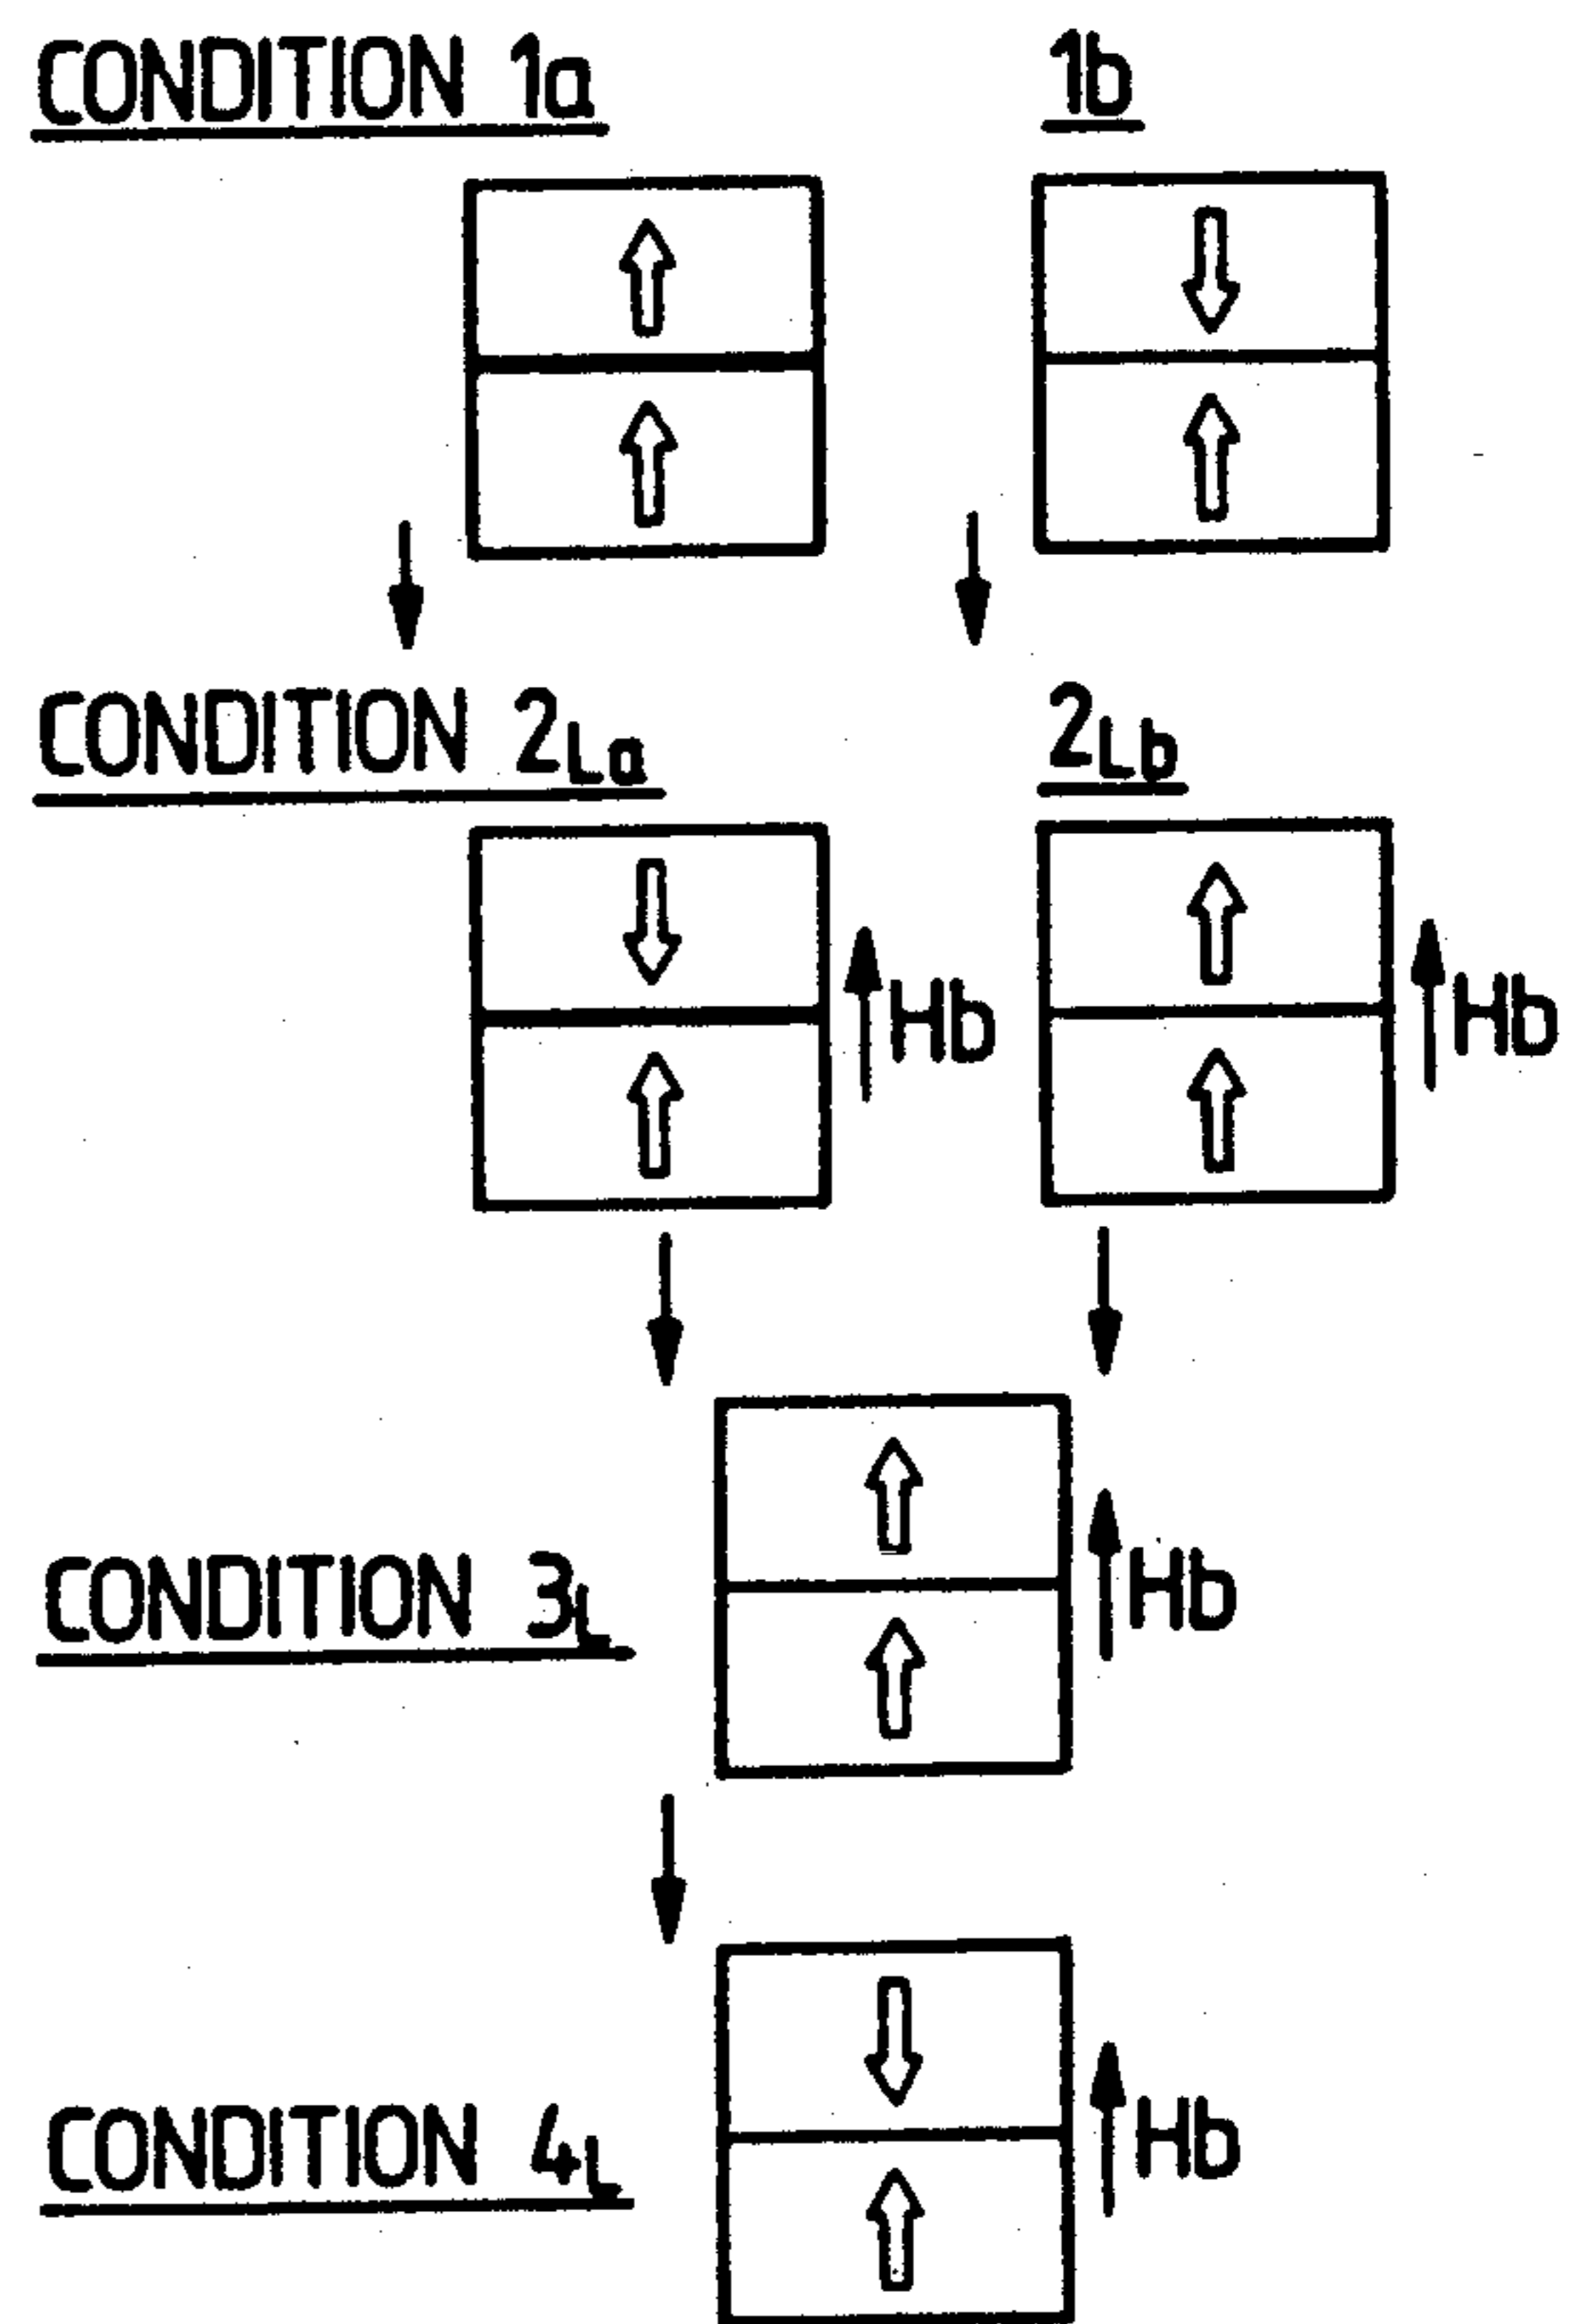 CONDITION 1a 1b
CONDITION 2La 2Lb
Hb Hb
CONDITION 3L Hb
CONDITION 4L Hb